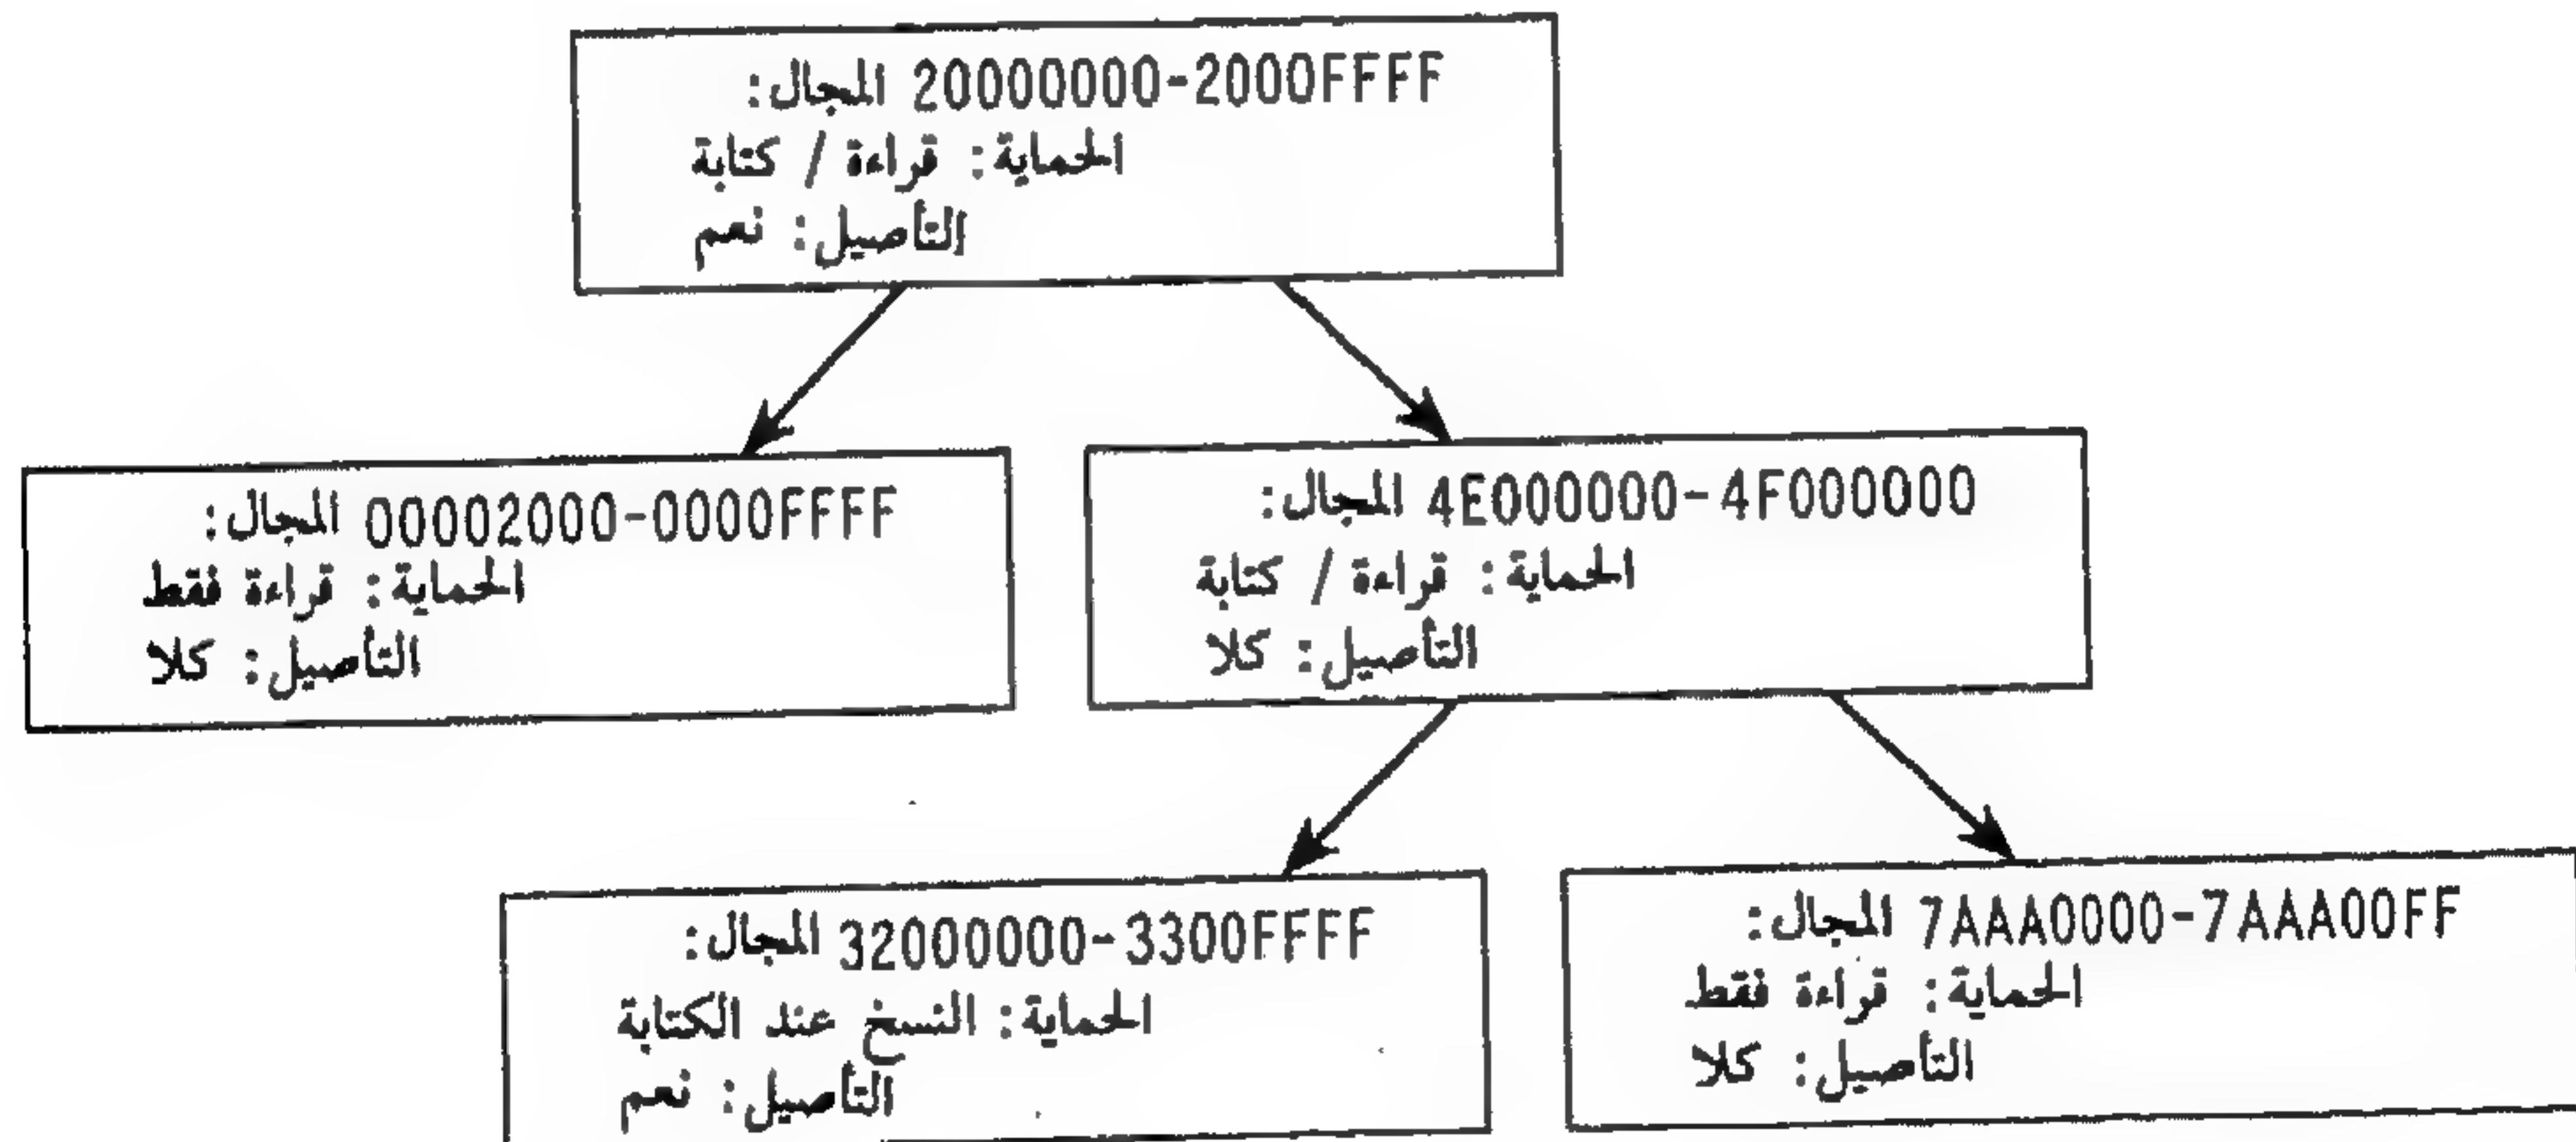 المجال: 20000000-2000FFFF
الحماية: قراءة / كتابة
التأصيل: نعم
المجال: 00002000-0000FFFF
الحماية: قراءة فقط
التأصيل: كلا
المجال: 4E000000-4F000000
الحماية: قراءة / كتابة
التأصيل: كلا
المجال: 32000000-3300FFFF
الحماية: النسخ عند الكتابة
التأصيل: نعم
المجال: 7AAA0000-7AAA00FF
الحماية: قراءة فقط
التأصيل: كلا